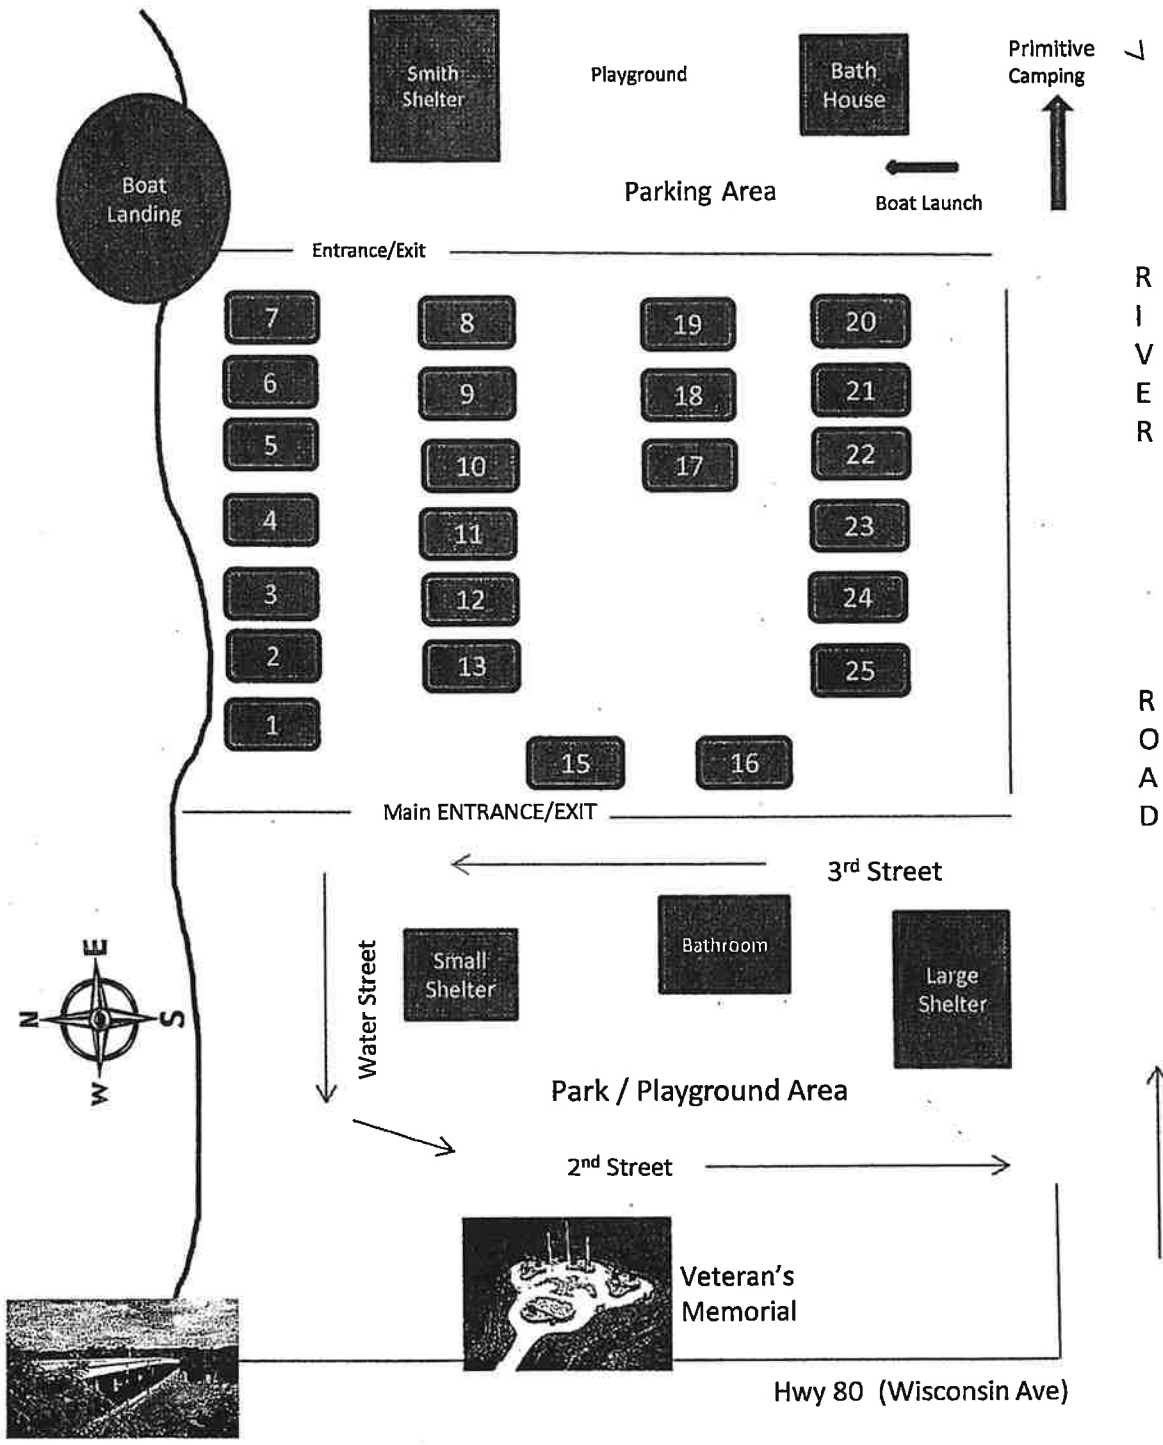 Smith
Shelter
Playground
Bath
House
Primitive
Camping
Boat
Landing
Parking Area
Boat Launch
Entrance/Exit
RIVER
7
8
19
20
6
9
18
21
5
10
17
22
4
11
23
3
12
24
2
13
25
1
15
16
ROAD
Main ENTRANCE/EXIT
3rd Street
Water Street
Small
Shelter
Bathroom
Large
Shelter
E
N
S
W
Park / Playground Area
2nd Street
Veteran's
Memorial
Hwy 80 (Wisconsin Ave)